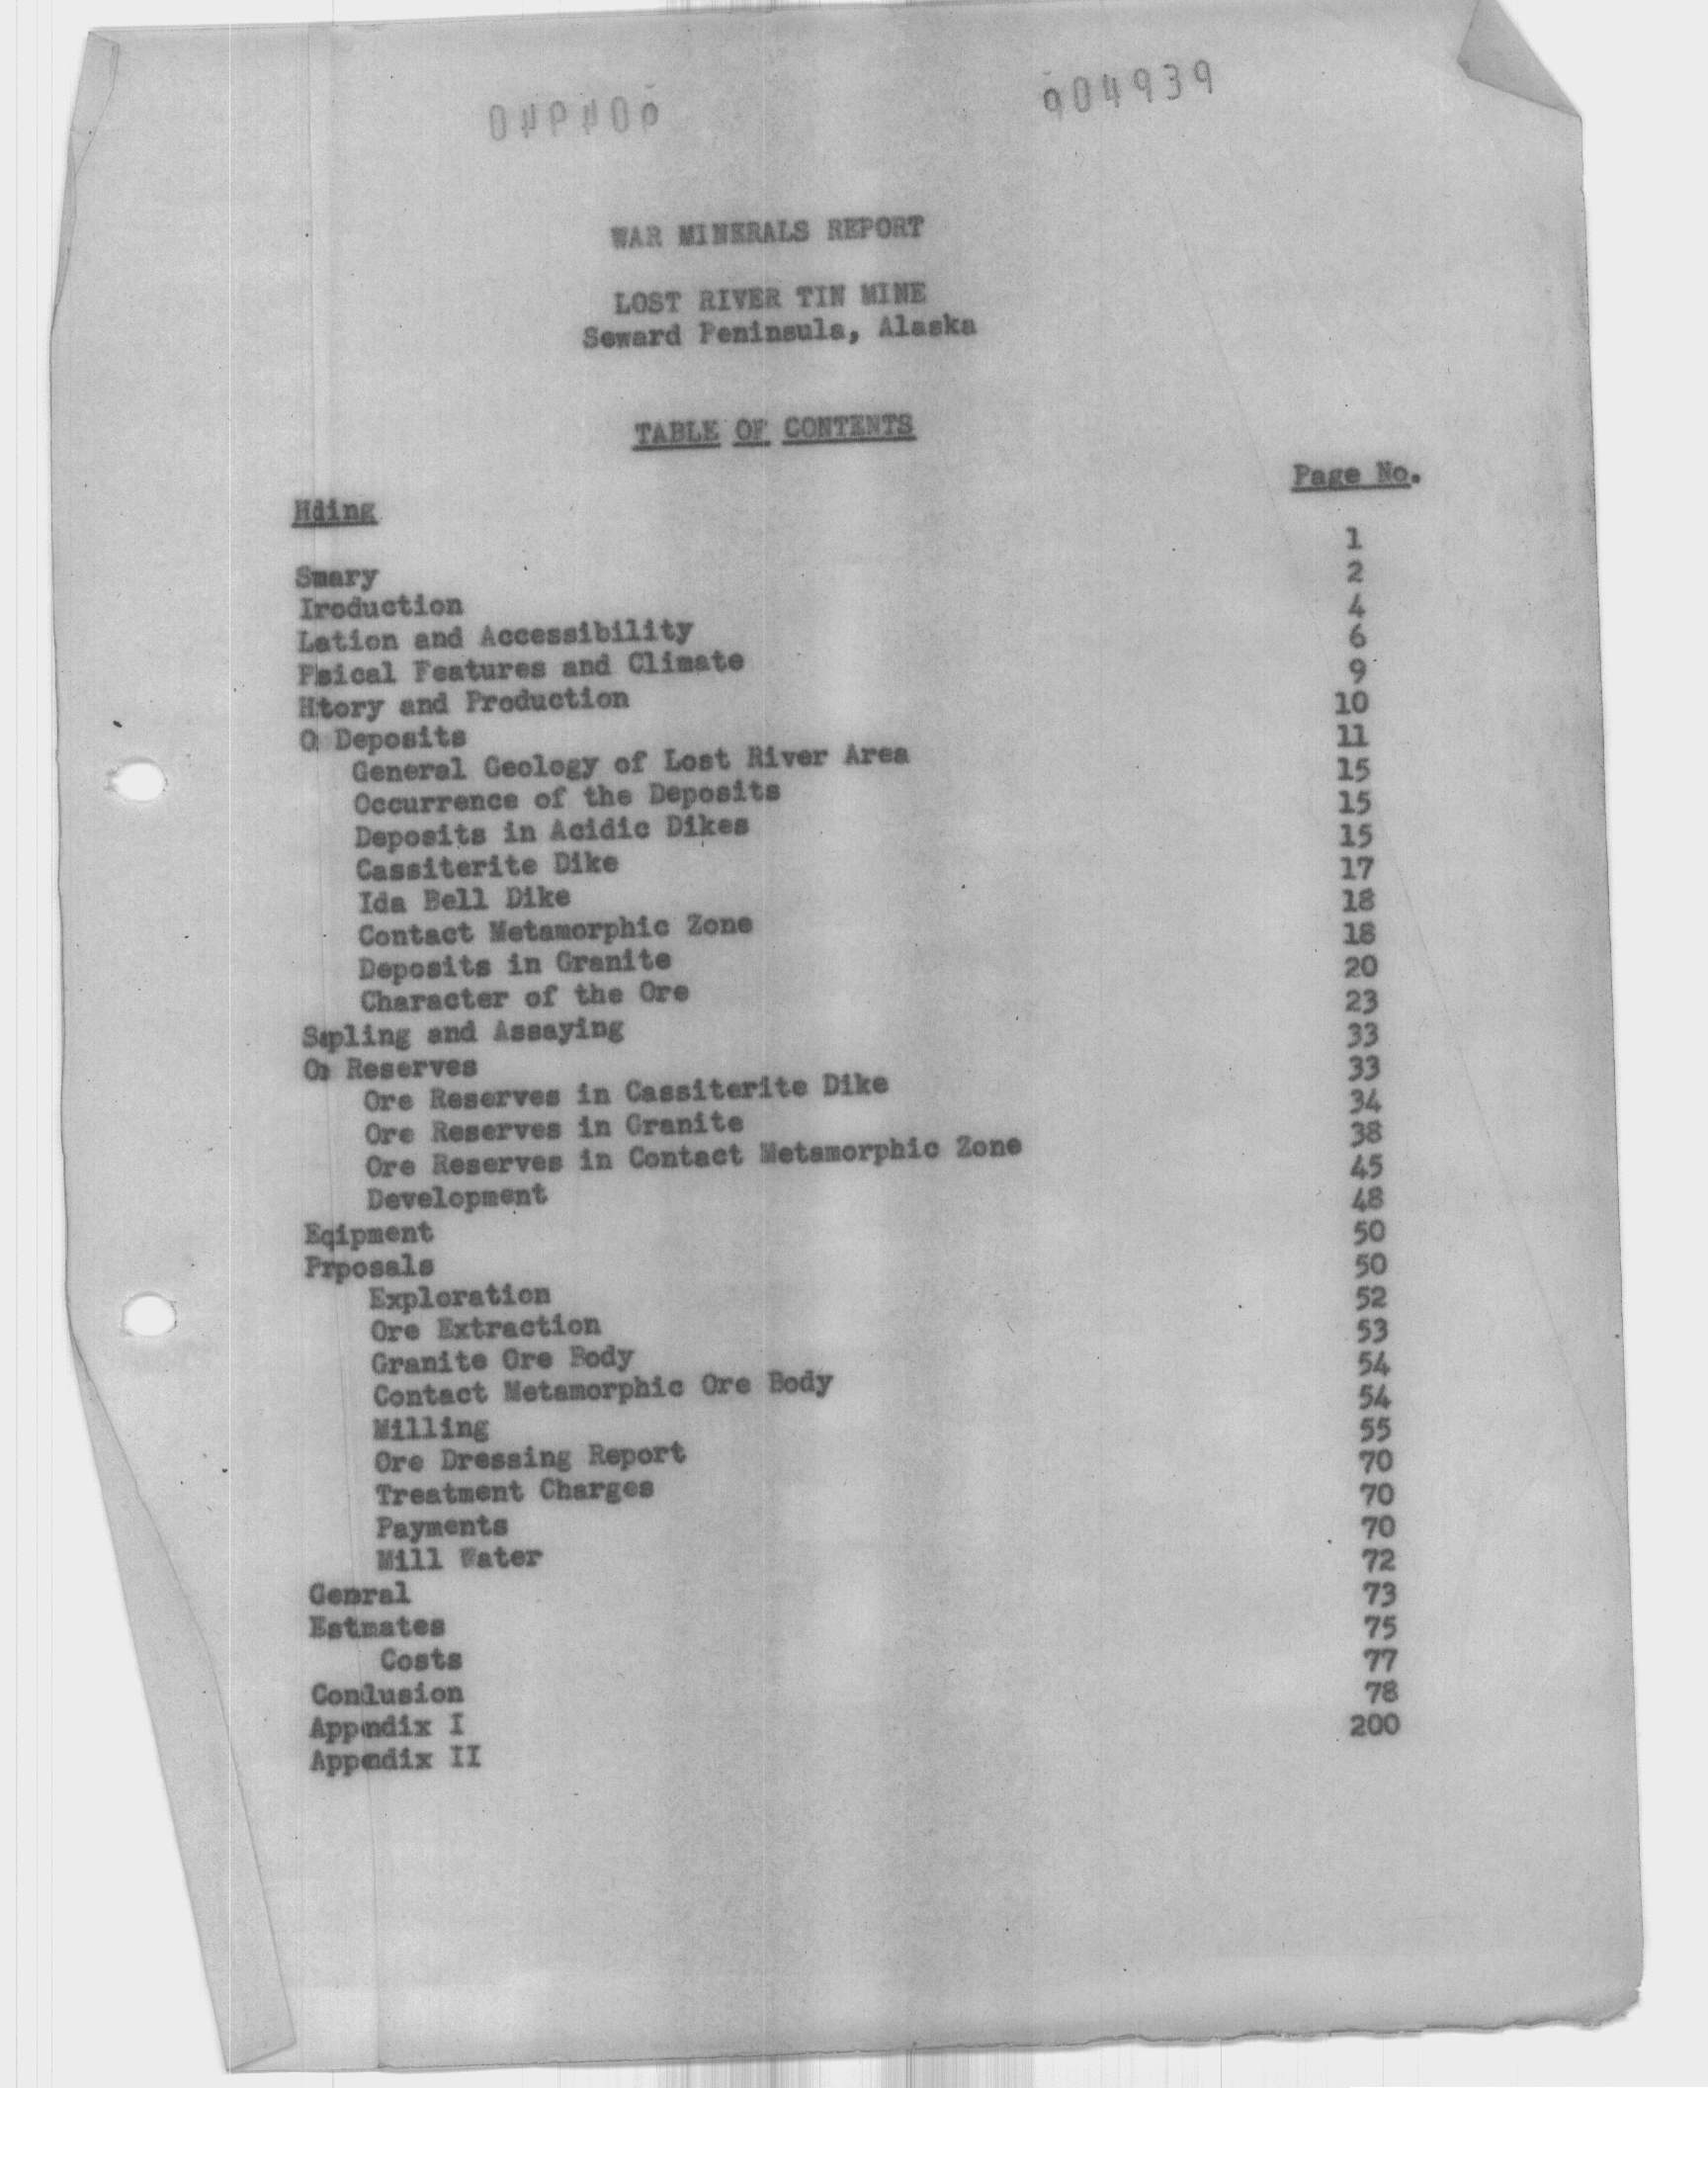 904939
WAR MINERALS REPORT
LOST RIVER TIN MINE
Seward Peninsula, Alaska
TABLE OF CONTENTS
Hding Page No.
Smary 1
Iroduction 2
Lation and Accessibility 4
Psical Features and Climate 6
Htory and Production 9
O Deposits 10
General Geology of Lost River Area 11
Occurrence of the Deposits 15
Deposits in Acidic Dikes 15
Cassiterite Dike 15
Ida Bell Dike 17
Contact Metamorphic Zone 18
Deposits in Granite 18
Character of the Ore 20
Sapling and Assaying 23
O Reserves 33
Ore Reserves in Cassiterite Dike 33
Ore Reserves in Granite 34
Ore Reserves in Contact Metamorphic Zone 38
Development 45
Eqipment 48
Prposals 50
Exploration 50
Ore Extraction 52
Granite Ore Body 53
Contact Metamorphic Ore Body 54
Milling 54
Ore Dressing Report 55
Treatment Charges 70
Payments 70
Mill Water 70
Genral 72
Estmates 73
Costs 75
Conlusion 77
Appndix I 78
Appndix II 200